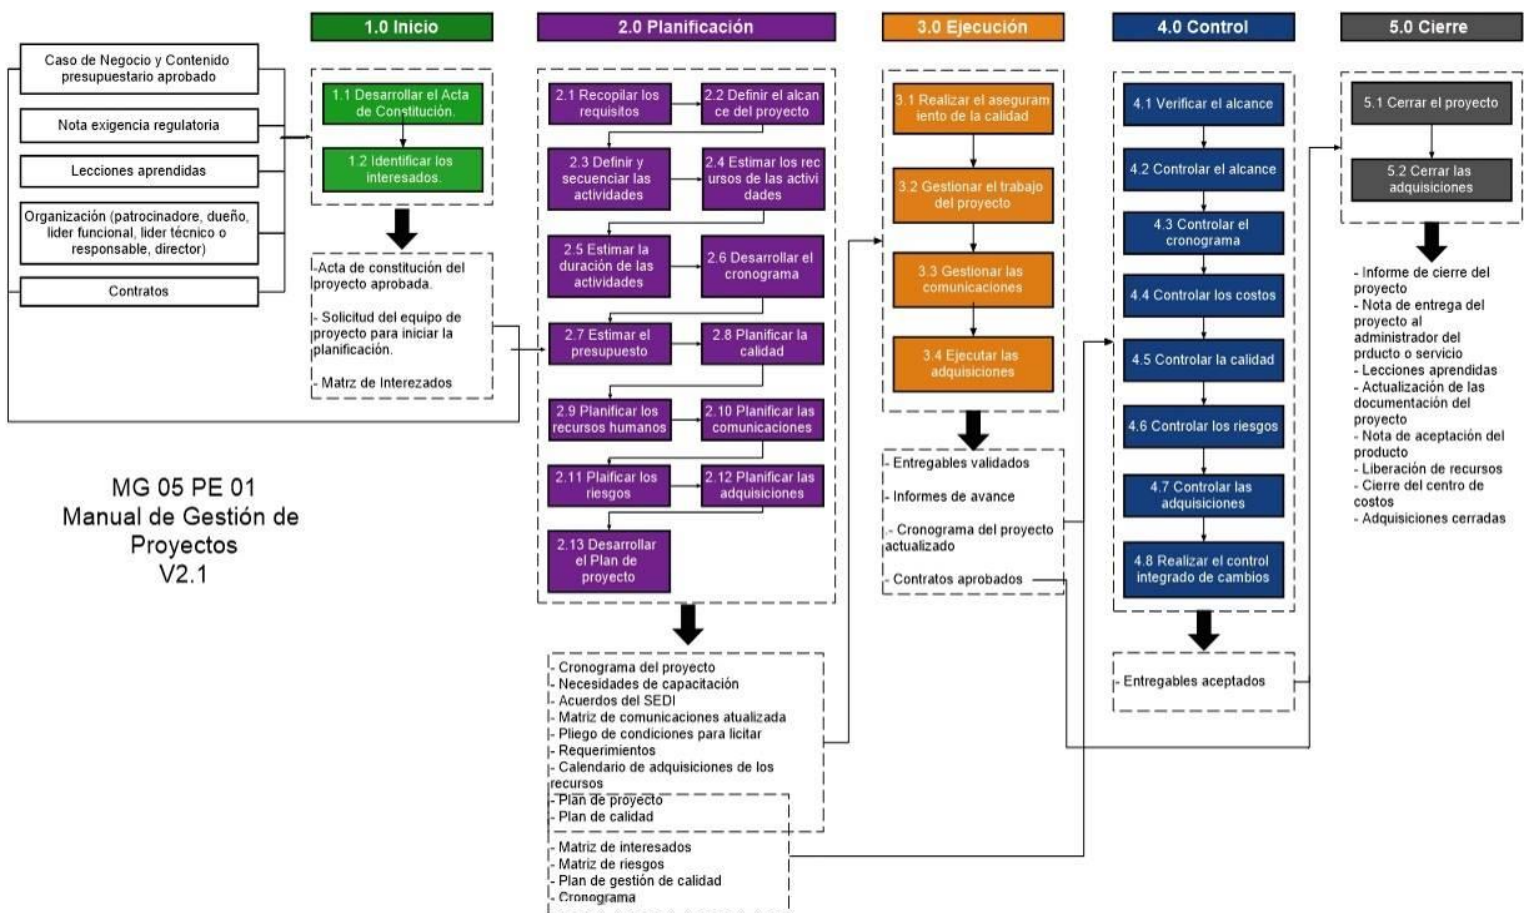 1.0 Inicio
2.0 Planificación
3.0 Ejecución
4.0 Control
5.0 Cierre
Caso de Negocio y Contenido
presupuestario aprobado
Nota exigencia regulatoria
Lecciones aprendidas
Organización (patrocinadore, dueño,
lider funcional, lider técnico o
responsable, director)
Contratos
1.1 Desarrollar el Acta
de Constitución.
1.2 Identificar los
interesados.
-Acta de constitución del
proyecto aprobada.
- Solicitud del equipo de
proyecto para iniciar la
planificación.
- Matrz de Interezados
MG 05 PE 01
Manual de Gestión de
Proyectos
V2.1
2.1 Recopilar los
requisitos
2.2 Definir el alcan
ce del proyecto
2.3 Definir y
secuenciar las
actividades
2.4 Estimar los rec
ursos de las activi
dades
2.5 Estimar la
duración de las
actividades
2.6 Desarrollar el
cronograma
2.7 Estimar el
presupuesto
2.8 Planificar la
calidad
2.9 Planificar los
recursos humanos
2.10 Planificar las
comunicaciones
2.11 Plaificar los
riesgos
2.12 Planificar las
adquisiciones
2.13 Desarrollar
el Plan de
proyecto
- Cronograma del proyecto
- Necesidades de capacitación
- Acuerdos del SEDI
- Matriz de comunicaciones atualizada
- Pliego de condiciones para licitar
- Requerimientos
- Calendario de adquisiciones de los
recursos
- Plan de proyecto
- Plan de calidad
- Matriz de interesados
- Matriz de riesgos
- Plan de gestión de calidad
- Cronograma
3.1 Realizar el aseguram
iento de la calidad
3.2 Gestionar el trabajo
del proyecto
3.3 Gestionar las
comunicaciones
3.4 Ejecutar las
adquisiciones
- Entregables validados
- Informes de avance
- Cronograma del proyecto
actualizado
- Contratos aprobados
4.1 Verificar el alcance
4.2 Controlar el alcance
4.3 Controlar el
cronograma
4.4 Controlar los costos
4.5 Controlar la calidad
4.6 Controlar los riesgos
4.7 Controlar las
adquisiciones
4.8 Realizar el control
integrado de cambios
- Entregables aceptados
5.1 Cerrar el proyecto
5.2 Cerrar las
adquisiciones
- Informe de cierre del
proyecto
- Nota de entrega del
proyecto al
administrador del
prducto o servicio
- Lecciones aprendidas
- Actualización de las
documentación del
proyecto
- Nota de aceptación del
producto
- Liberación de recursos
- Cierre del centro de
costos
- Adquisiciones cerradas